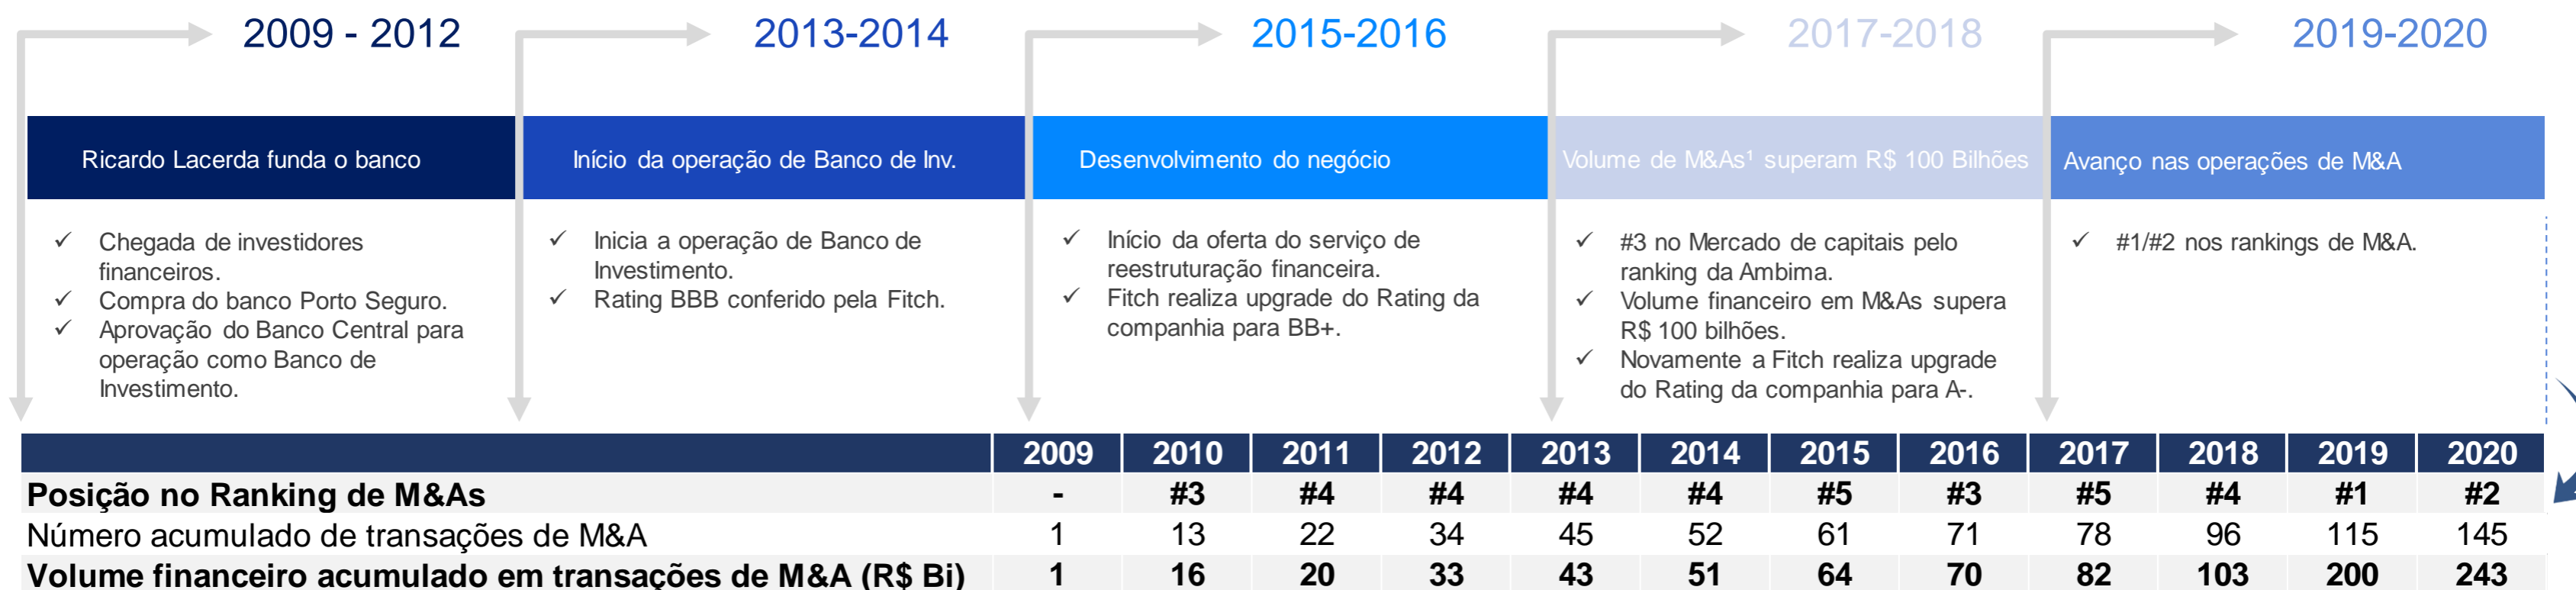 2009 - 2012
2013-2014
2015-2016
2017-2018
2019-2020
Ricardo Lacerda funda o banco
Início da operação de Banco de Inv.
Desenvolvimento do negócio
Volume de M&As¹ superam R$ 100 Bilhões
Avanço nas operações de M&A
✓ Chegada de investidores
financeiros.
✓ Compra do banco Porto Seguro.
✓ Aprovação do Banco Central para
operação como Banco de
Investimento.
✓ Inicia a operação de Banco de
Investimento.
✓ Rating BBB conferido pela Fitch.
✓ Início da oferta do serviço de
reestruturação financeira.
✓ Fitch realiza upgrade do Rating da
companhia para BB+.
✓ #3 no Mercado de capitais pelo
ranking da Ambima.
✓ Volume financeiro em M&As supera
R$ 100 bilhões.
✓ Novamente a Fitch realiza upgrade
do Rating da companhia para A-.
✓ #1/#2 nos rankings de M&A.
2009 2010 2011 2012 2013 2014 2015 2016 2017 2018 2019 2020
Posição no Ranking de M&As - #3 #4 #4 #4 #4 #5 #3 #5 #4 #1 #2
Número acumulado de transações de M&A 1 13 22 34 45 52 61 71 78 96 115 145
Volume financeiro acumulado em transações de M&A (R$ Bi) 1 16 20 33 43 51 64 70 82 103 200 243